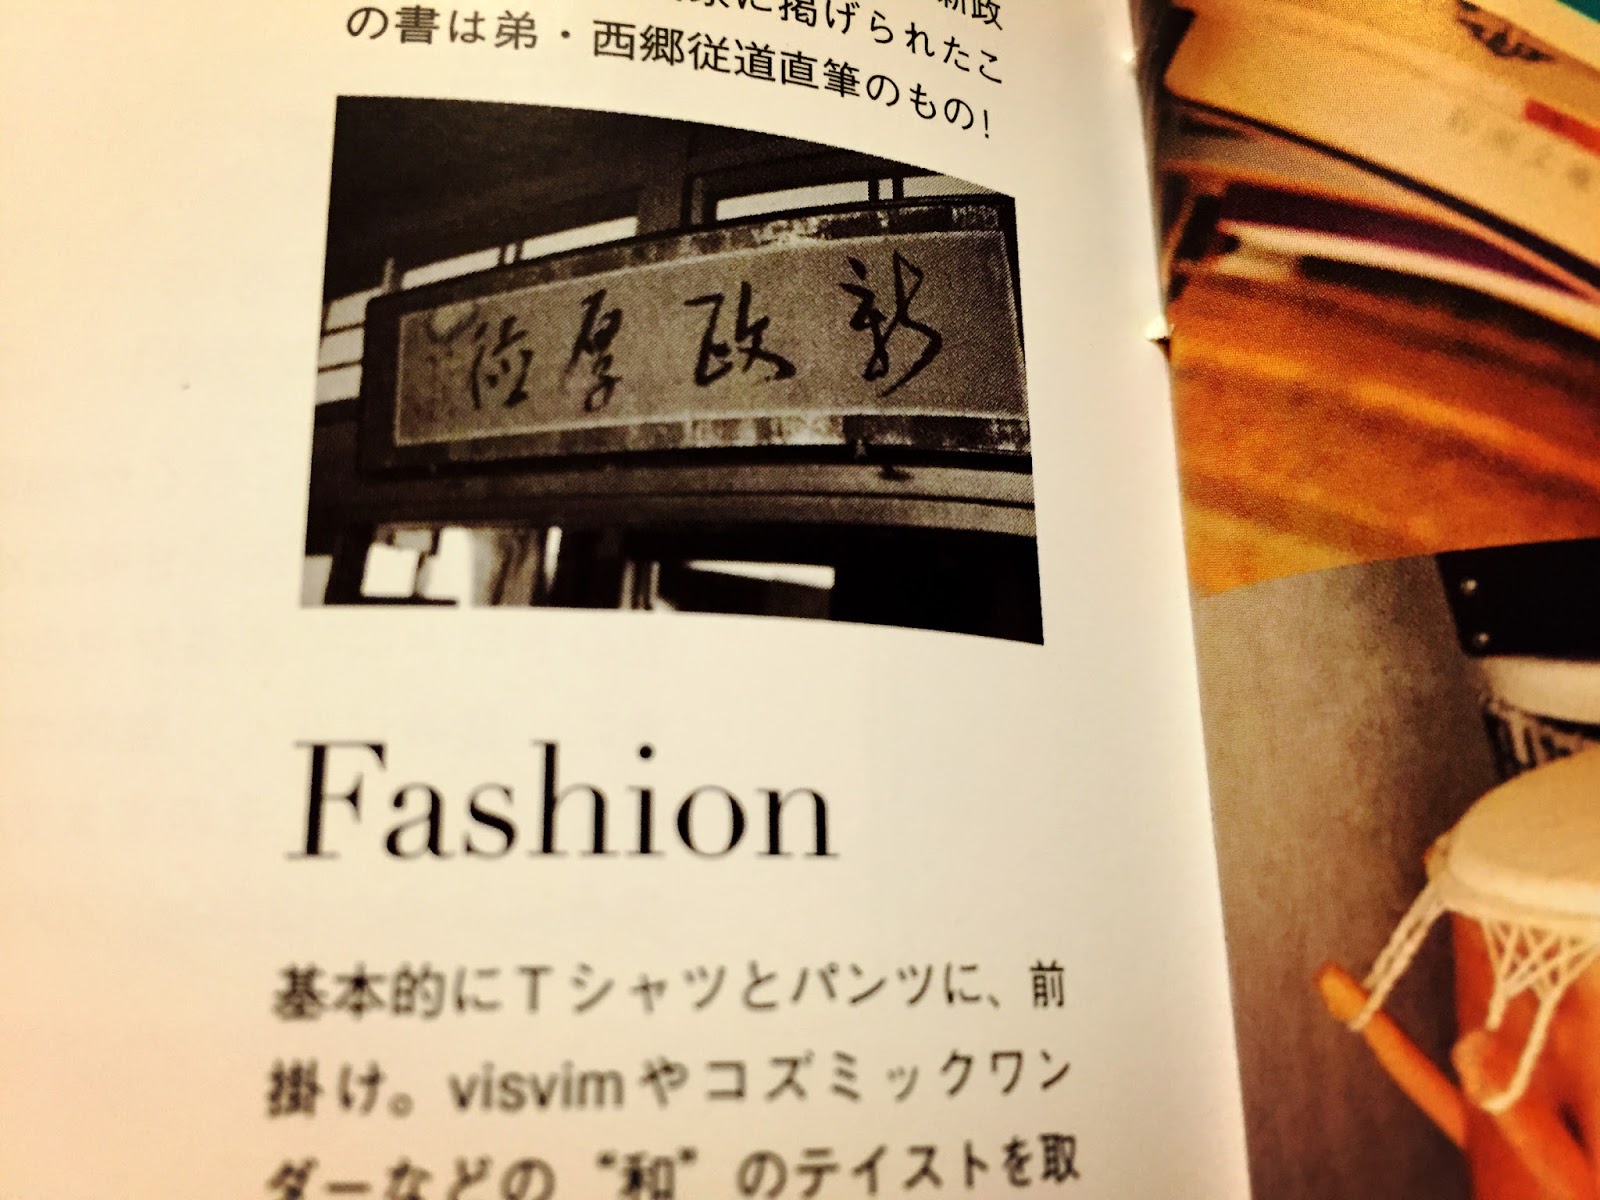 新政
に掲げられたこ
の書は弟・西郷従道直筆のもの!
新政厚徳
Fashion
基本的にTシャツとパンツに、前
掛け。visvimやコズミックワン
ダーなどの“和”のテイストを取